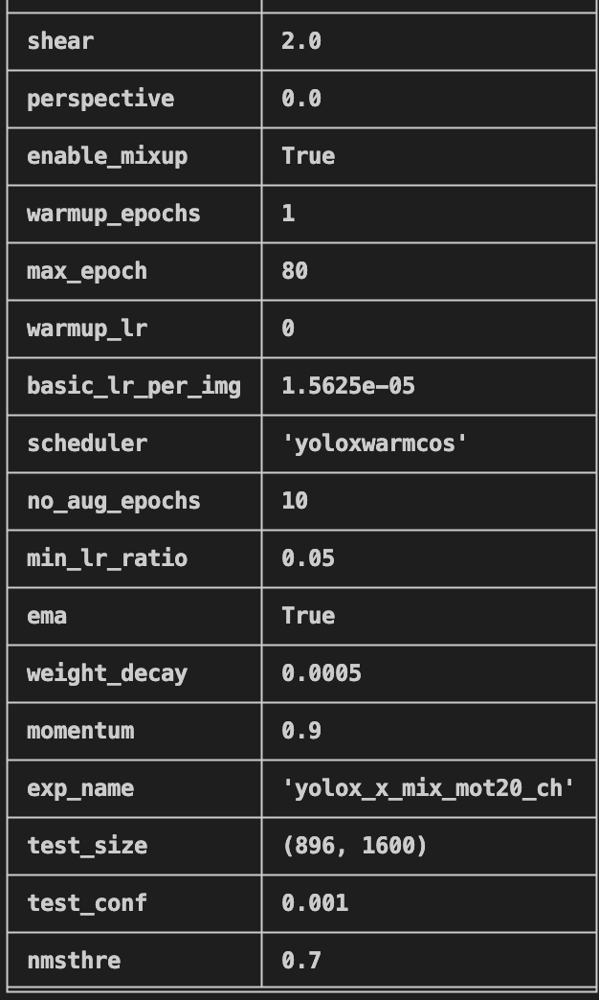 shear 2.0
perspective 0.0
enable_mixup True
warmup_epochs 1
max_epoch 80
warmup_lr 0
basic_lr_per_img 1.5625e-05
scheduler 'yoloxwarmcos'
no_aug_epochs 10
min_lr_ratio 0.05
ema True
weight_decay 0.0005
momentum 0.9
exp_name 'yolox_x_mix_mot20_ch'
test_size (896, 1600)
test_conf 0.001
nmsthre 0.7